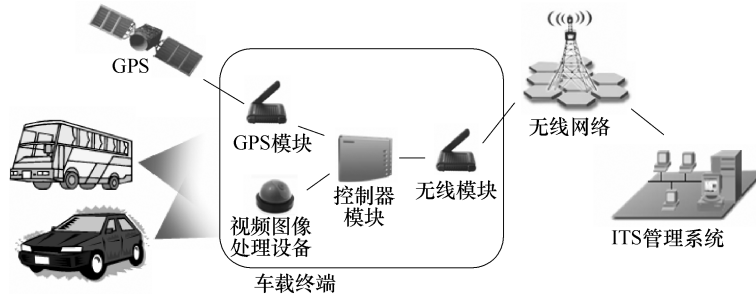 GPS
GPS模块
无线网络
控制器
模块
无线模块
视频图像
处理设备
ITS管理系统
车载终端